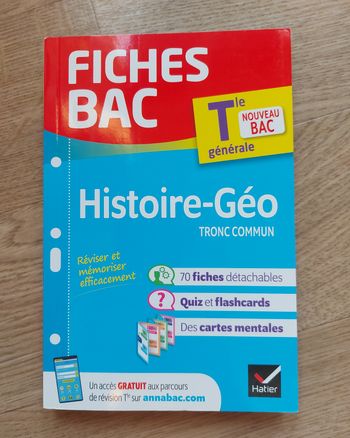 FICHES
BAC
Tle
NOUVEAU
BAC
générale
Histoire-Géo
TRONC COMMUN
Réviser et
mémoriser
efficacement
70 fiches détachables
? Quiz et flashcards
Des cartes mentales
Un accès GRATUIT aux parcours
de révision Tle sur annabac.com
Hatier